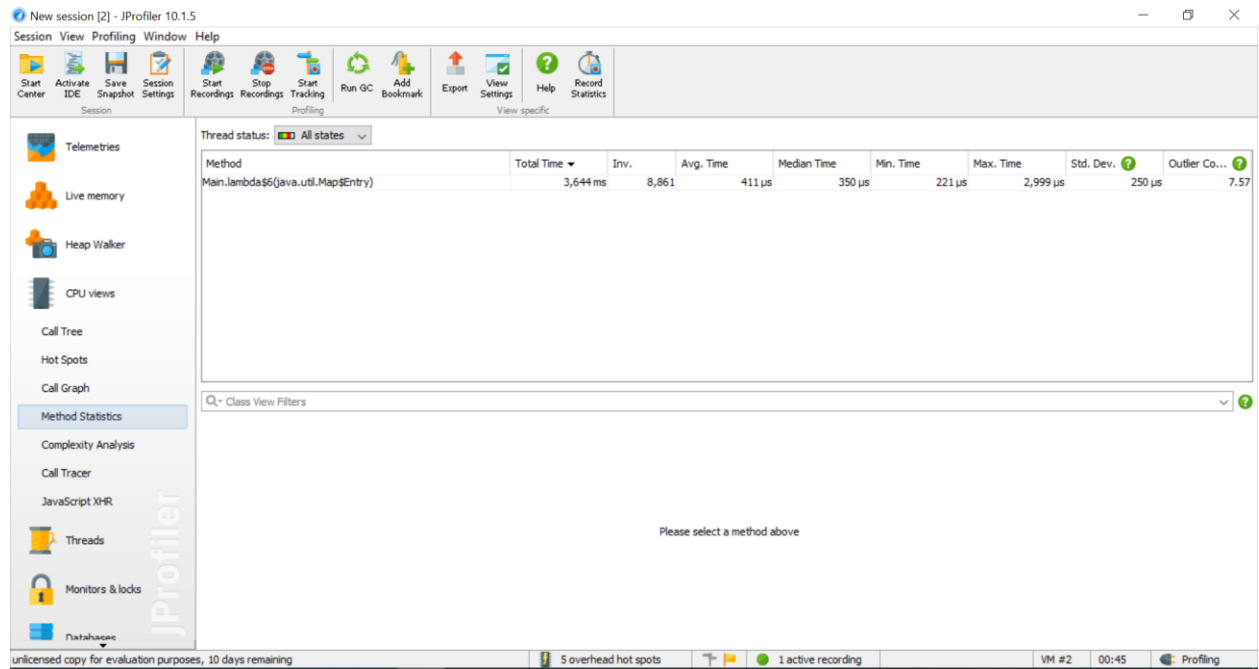 New session [2] - JProfiler 10.1.5
Session View Profiling Window Help
Start Center
Activate IDE
Save Snapshot
Session Settings
Start Recordings
Stop Recordings
Start Tracking
Run GC
Add Bookmark
Export
View Settings
Help
Record Statistics
Session
Profiling
View specific
Telemetries
Live memory
Heap Walker
CPU views
Call Tree
Hot Spots
Call Graph
Method Statistics
Complexity Analysis
Call Tracer
JavaScript XHR
Threads
Monitors & locks
Databases
JProfiler
Thread status: All states
Method Total Time Inv. Avg. Time Median Time Min. Time Max. Time Std. Dev. Outlier Co...
Main.lambda$6(java.util.Map$Entry) 3,644 ms 8,861 411 µs 350 µs 221 µs 2,999 µs 250 µs 7.57
Class View Filters
Please select a method above
unlicensed copy for evaluation purposes, 10 days remaining 5 overhead hot spots 1 active recording VM #2 00:45 Profiling